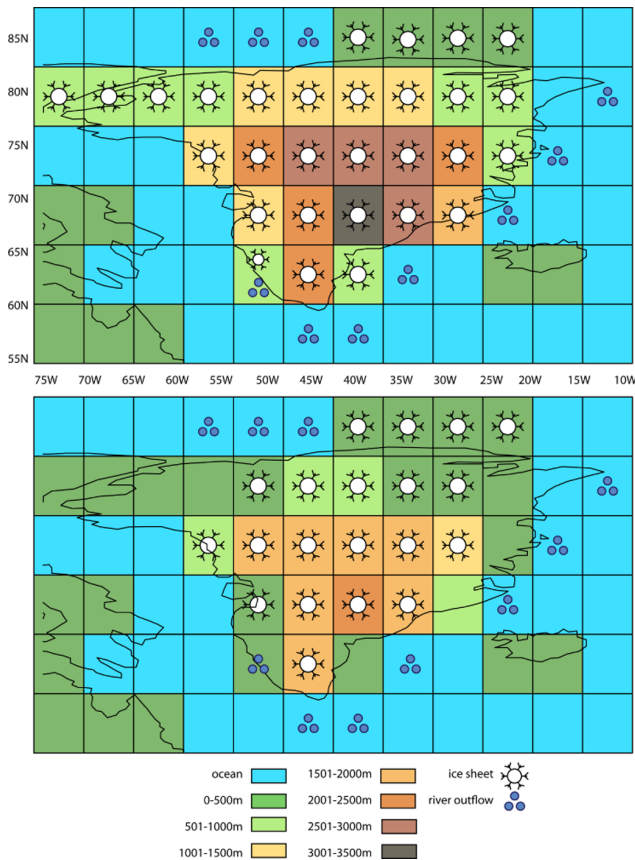 85N
80N
75N
70N
65N
60N
55N
75W 70W 65W 60W 55W 50W 45W 40W 35W 30W 25W 20W 15W 10W
ocean 1501-2000m ice sheet
0-500m 2001-2500m river outflow
501-1000m 2501-3000m
1001-1500m 3001-3500m